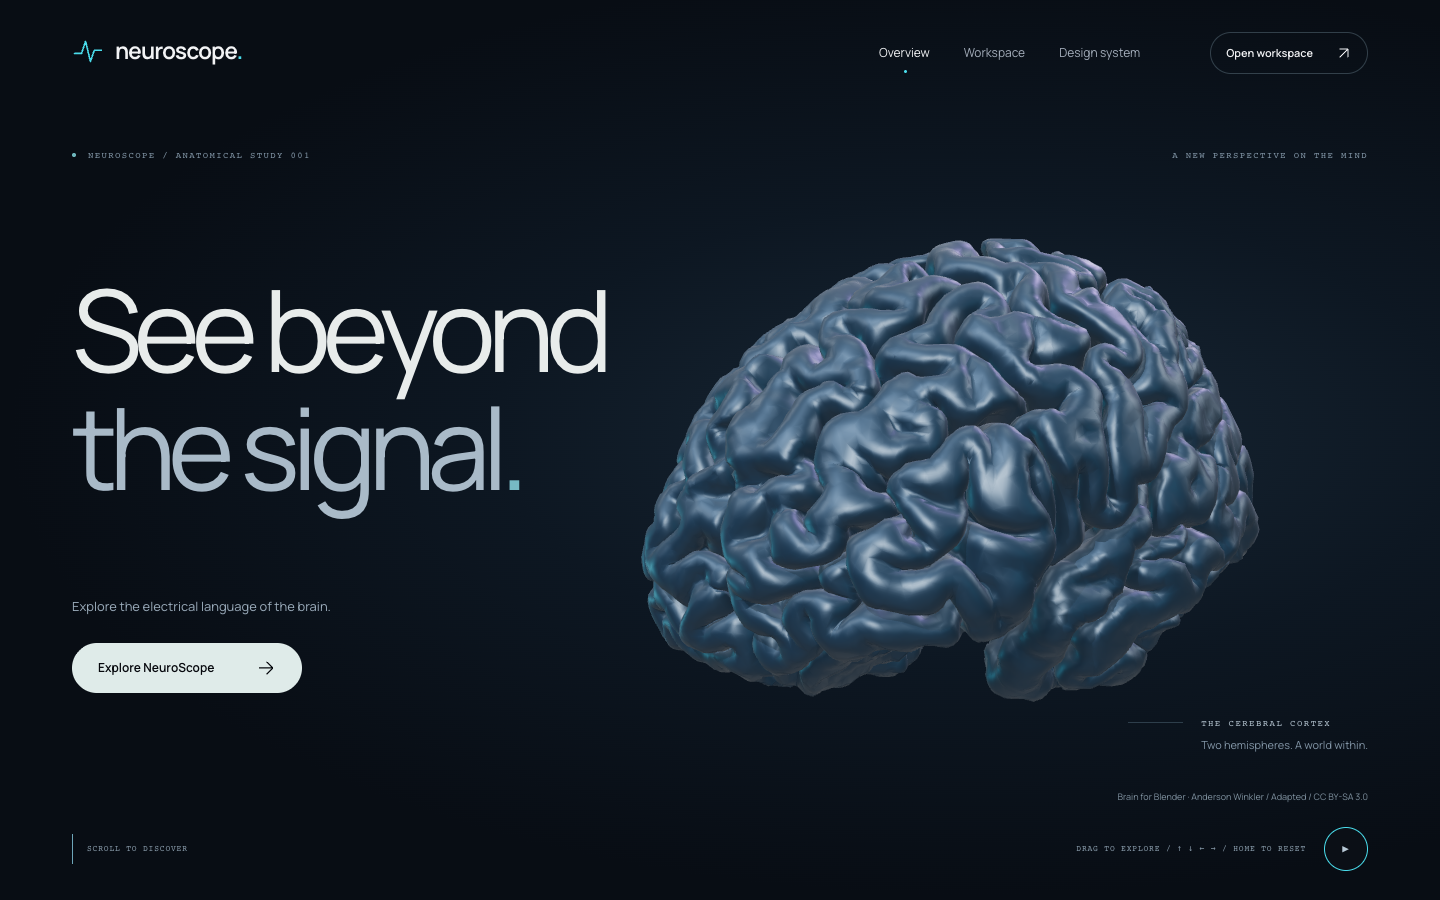 neuroscope.
Overview
Workspace
Design system
Open workspace
NEUROSCOPE / ANATOMICAL STUDY 001
A NEW PERSPECTIVE ON THE MIND
See beyond
the signal.
Explore the electrical language of the brain.
Explore NeuroScope
THE CEREBRAL CORTEX
Two hemispheres. A world within.
Brain for Blender · Anderson Winkler / Adapted / CC BY-SA 3.0
SCROLL TO DISCOVER
DRAG TO EXPLORE / ↑ ↓ ← → / HOME TO RESET